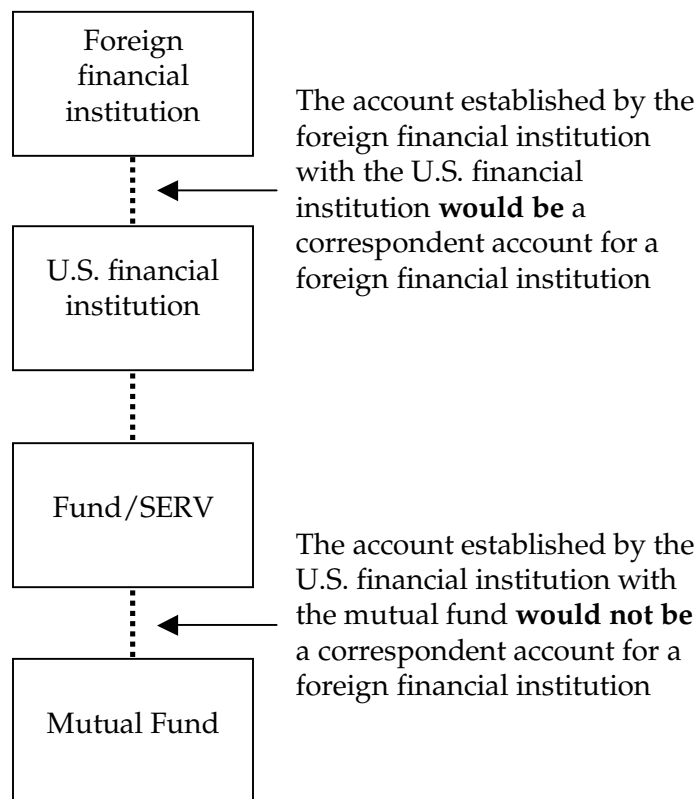 Foreign
financial
institution
The account established by the
foreign financial institution
with the U.S. financial
institution would be a
correspondent account for a
foreign financial institution
U.S. financial
institution
Fund/SERV
The account established by the
U.S. financial institution with
the mutual fund would not be
a correspondent account for a
foreign financial institution
Mutual Fund